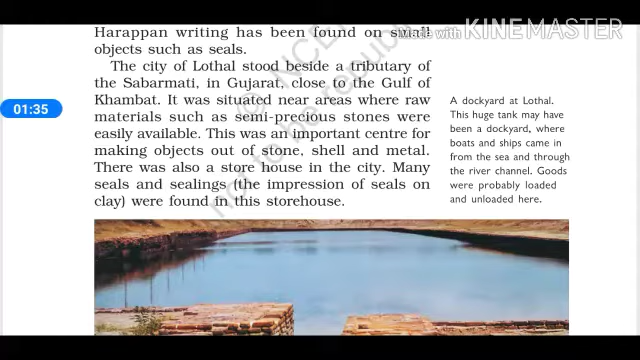 Harappan writing has been found on small
objects such as seals.
The city of Lothal stood beside a tributary of
the Sabarmati, in Gujarat, close to the Gulf of
Khambat. It was situated near areas where raw
materials such as semi-precious stones were
easily available. This was an important centre for
making objects out of stone, shell and metal.
There was also a store house in the city. Many
seals and sealings (the impression of seals on
clay) were found in this storehouse.
A dockyard at Lothal.
This huge tank may have
been a dockyard, where
boats and ships came in
from the sea and through
the river channel. Goods
were probably loaded
and unloaded here.
01:35
Made with KINEMASTER
© NCERT
not to be republished